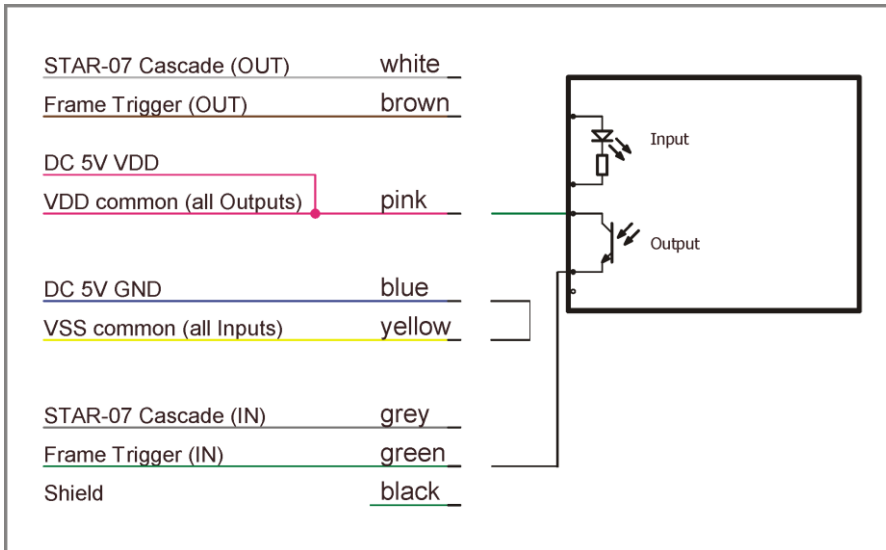 STAR-07 Cascade (OUT) white
Frame Trigger (OUT) brown
DC 5V VDD
VDD common (all Outputs) pink
DC 5V GND blue
VSS common (all Inputs) yellow
STAR-07 Cascade (IN) grey
Frame Trigger (IN) green
Shield black
Input
Output